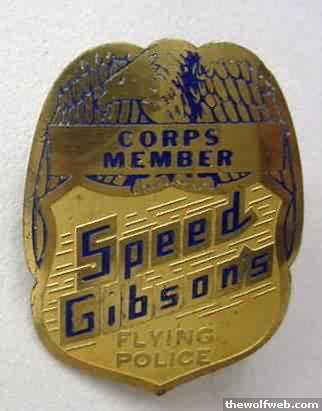 CORPS
MEMBER
Speed
Gibson's
FLYING
POLICE
thewolfweb.com